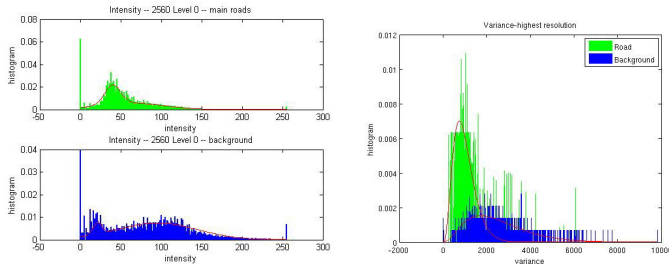 Intensity -- 2560 Level 0 -- main roads
histogram
0.08
0.06
0.04
0.02
0
-50 0 50 100 150 200 250 300
intensity
Intensity -- 2560 Level 0 -- background
histogram
0.04
0.03
0.02
0.01
0
-50 0 50 100 150 200 250 300
intensity
Variance-highest resolution
histogram
0.012
0.01
0.008
0.006
0.004
0.002
0
Road
Background
-2000 0 2000 4000 6000 8000 10000
variance